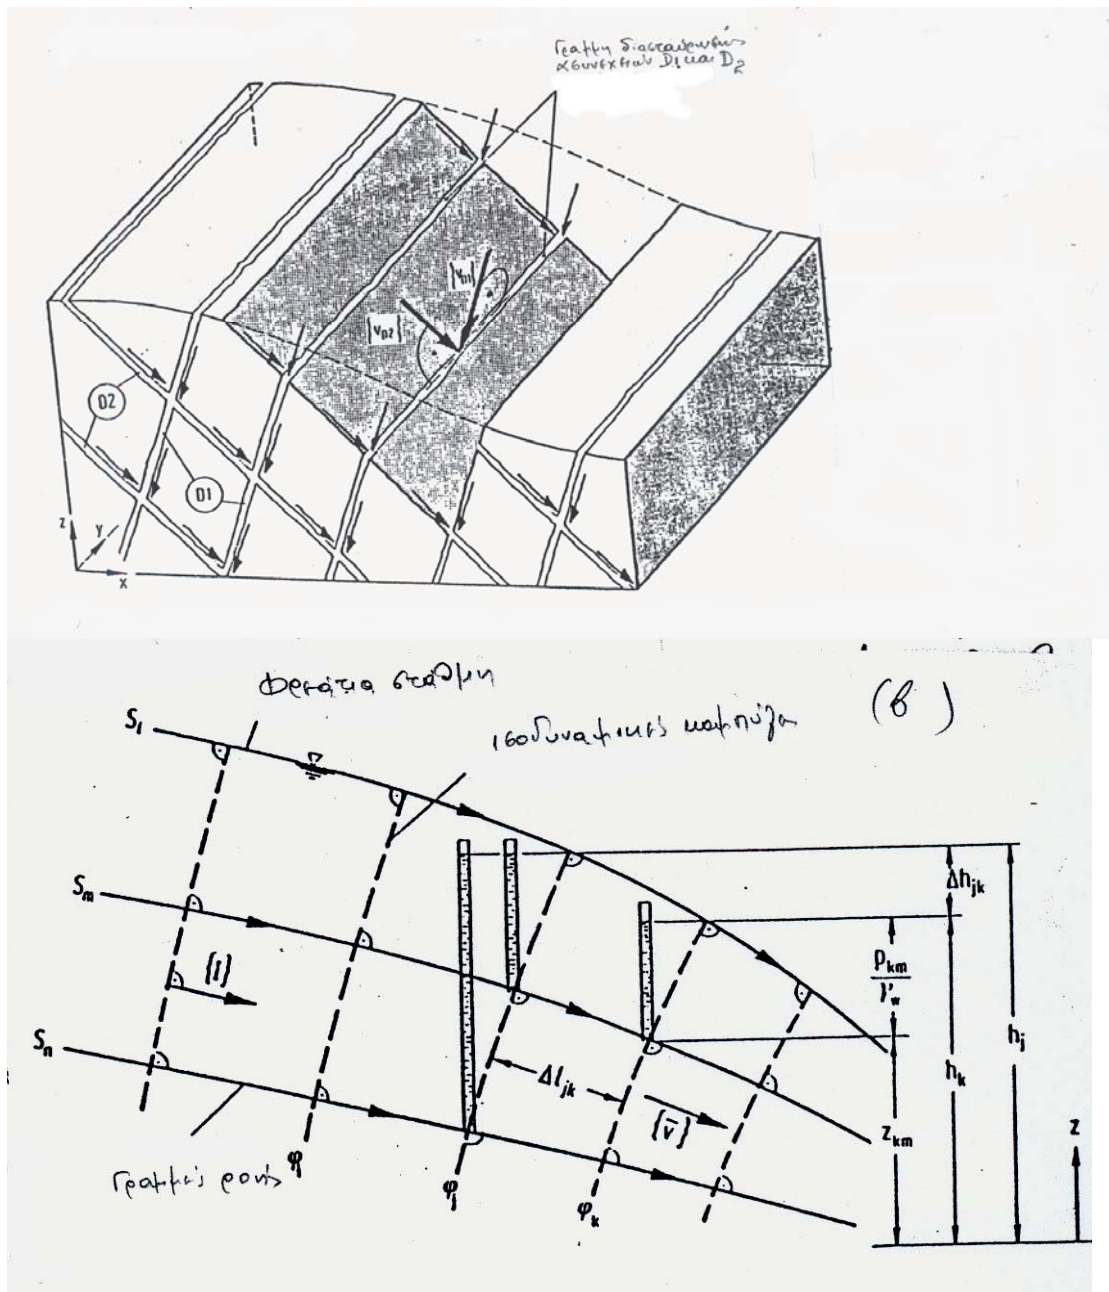 Γραμμή διασταύρωσης
ασυνεχειών D1 και D2
{vD1}
{vD2}
D2
D1
z
y
x
Φρεάτια στάθμη
(β)
S1
ισοδυναμικές καμπύλες
Δhjk
Sm
{I}
pkm
γw
hj
Sn
Δljk
hk
{v̄}
zkm
z
Γραμμές ροής
φi
φj
φk